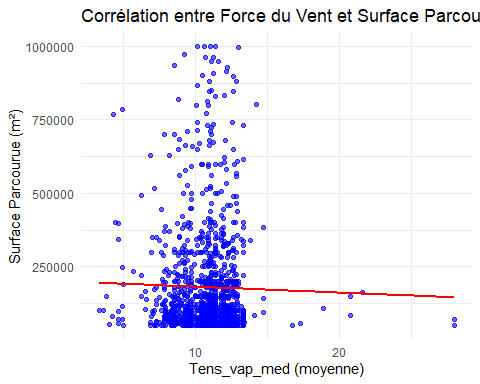 Corrélation entre Force du Vent et Surface Parcou
1000000
750000
500000
250000
Surface Parcourue (m²)
10 20
Tens_vap_med (moyenne)